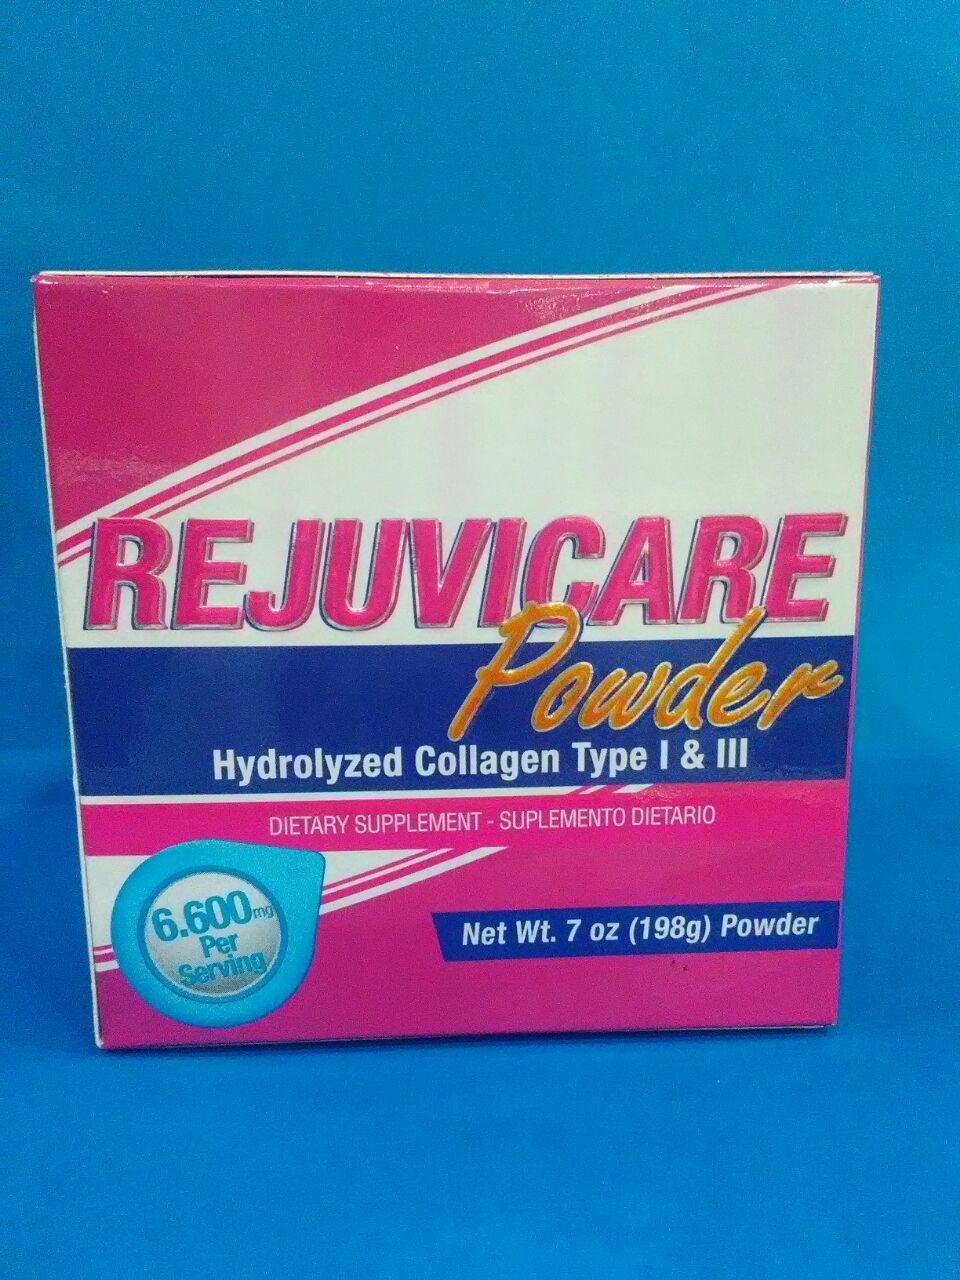 REJUVICARE
Powder
Hydrolyzed Collagen Type I & III
DIETARY SUPPLEMENT - SUPLEMENTO DIETARIO
6.600mg
Per
Serving
Net Wt. 7 oz (198g) Powder